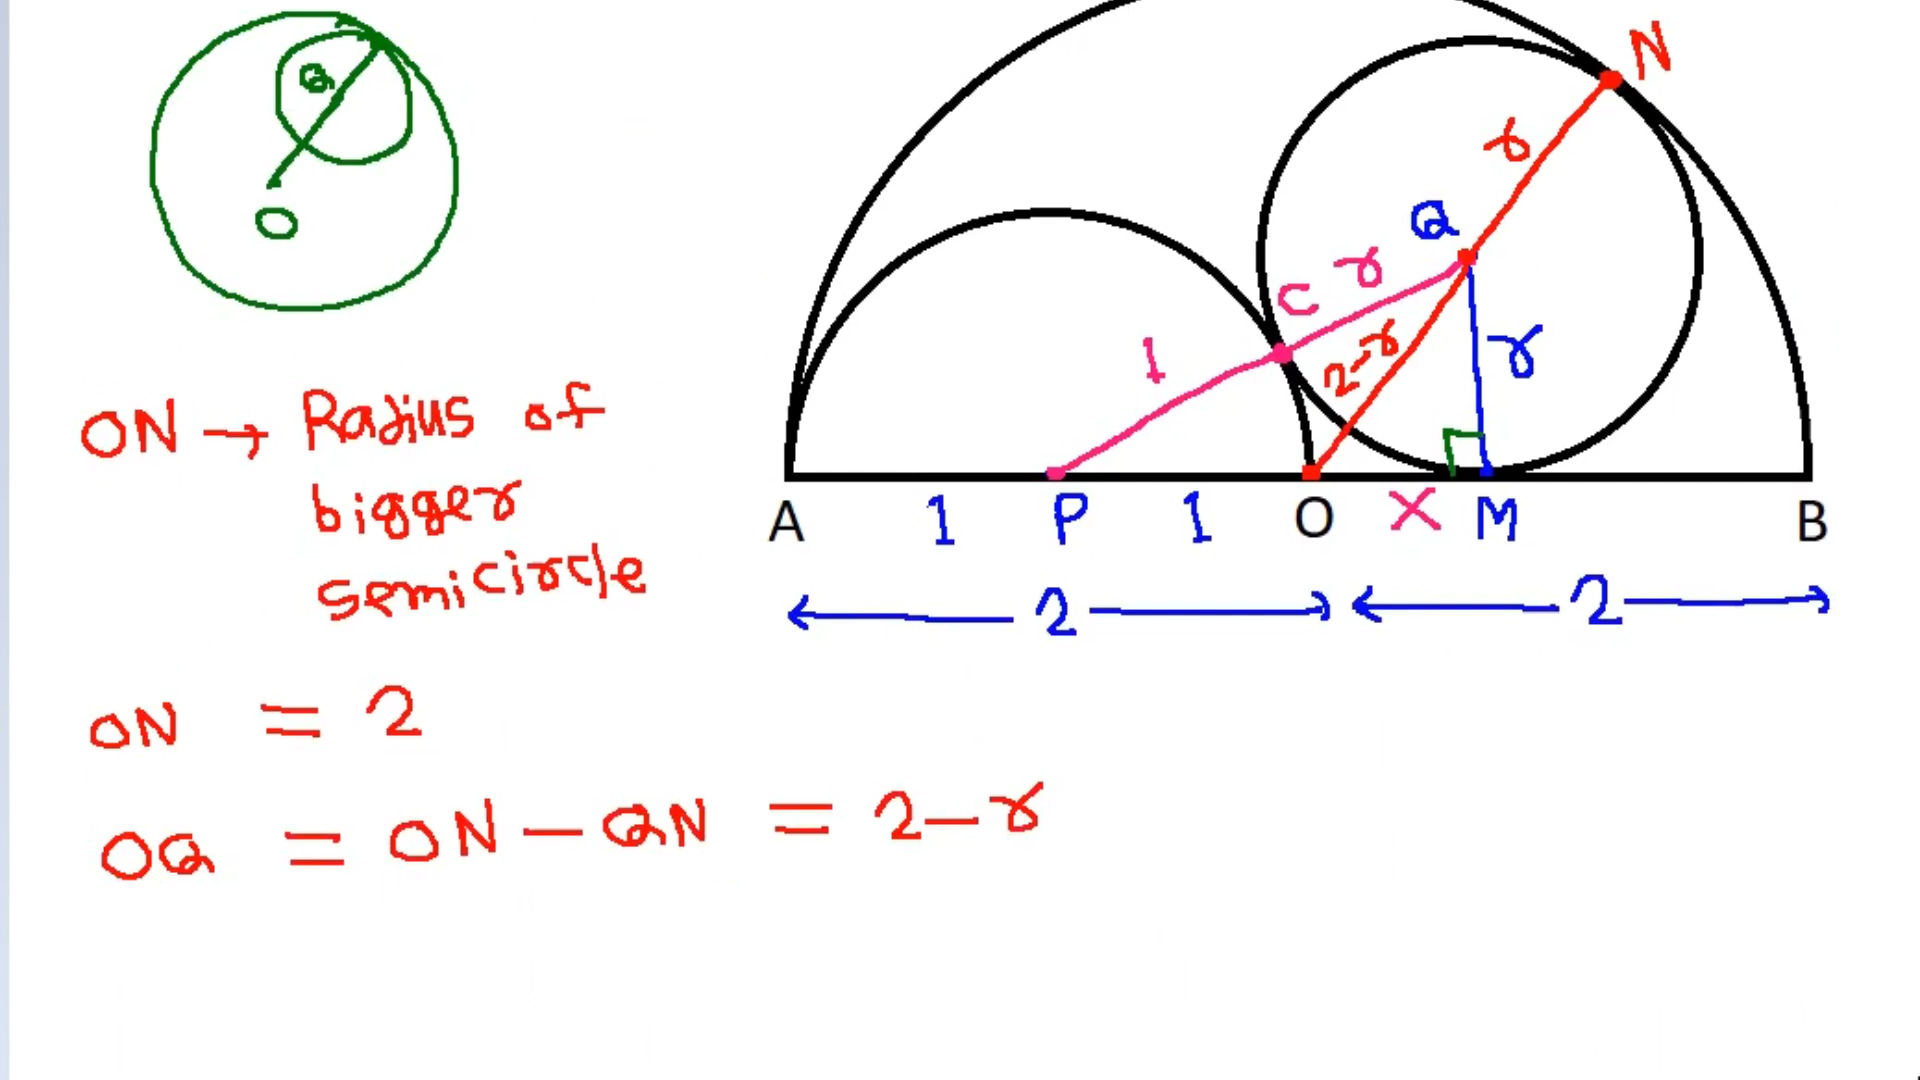 Q
O
N
r
Q
C r
1
2-r
r
A 1 P 1 O X M B
2 2
ON → Radius of
bigger
semicircle
ON = 2
OQ = ON - QN = 2-r